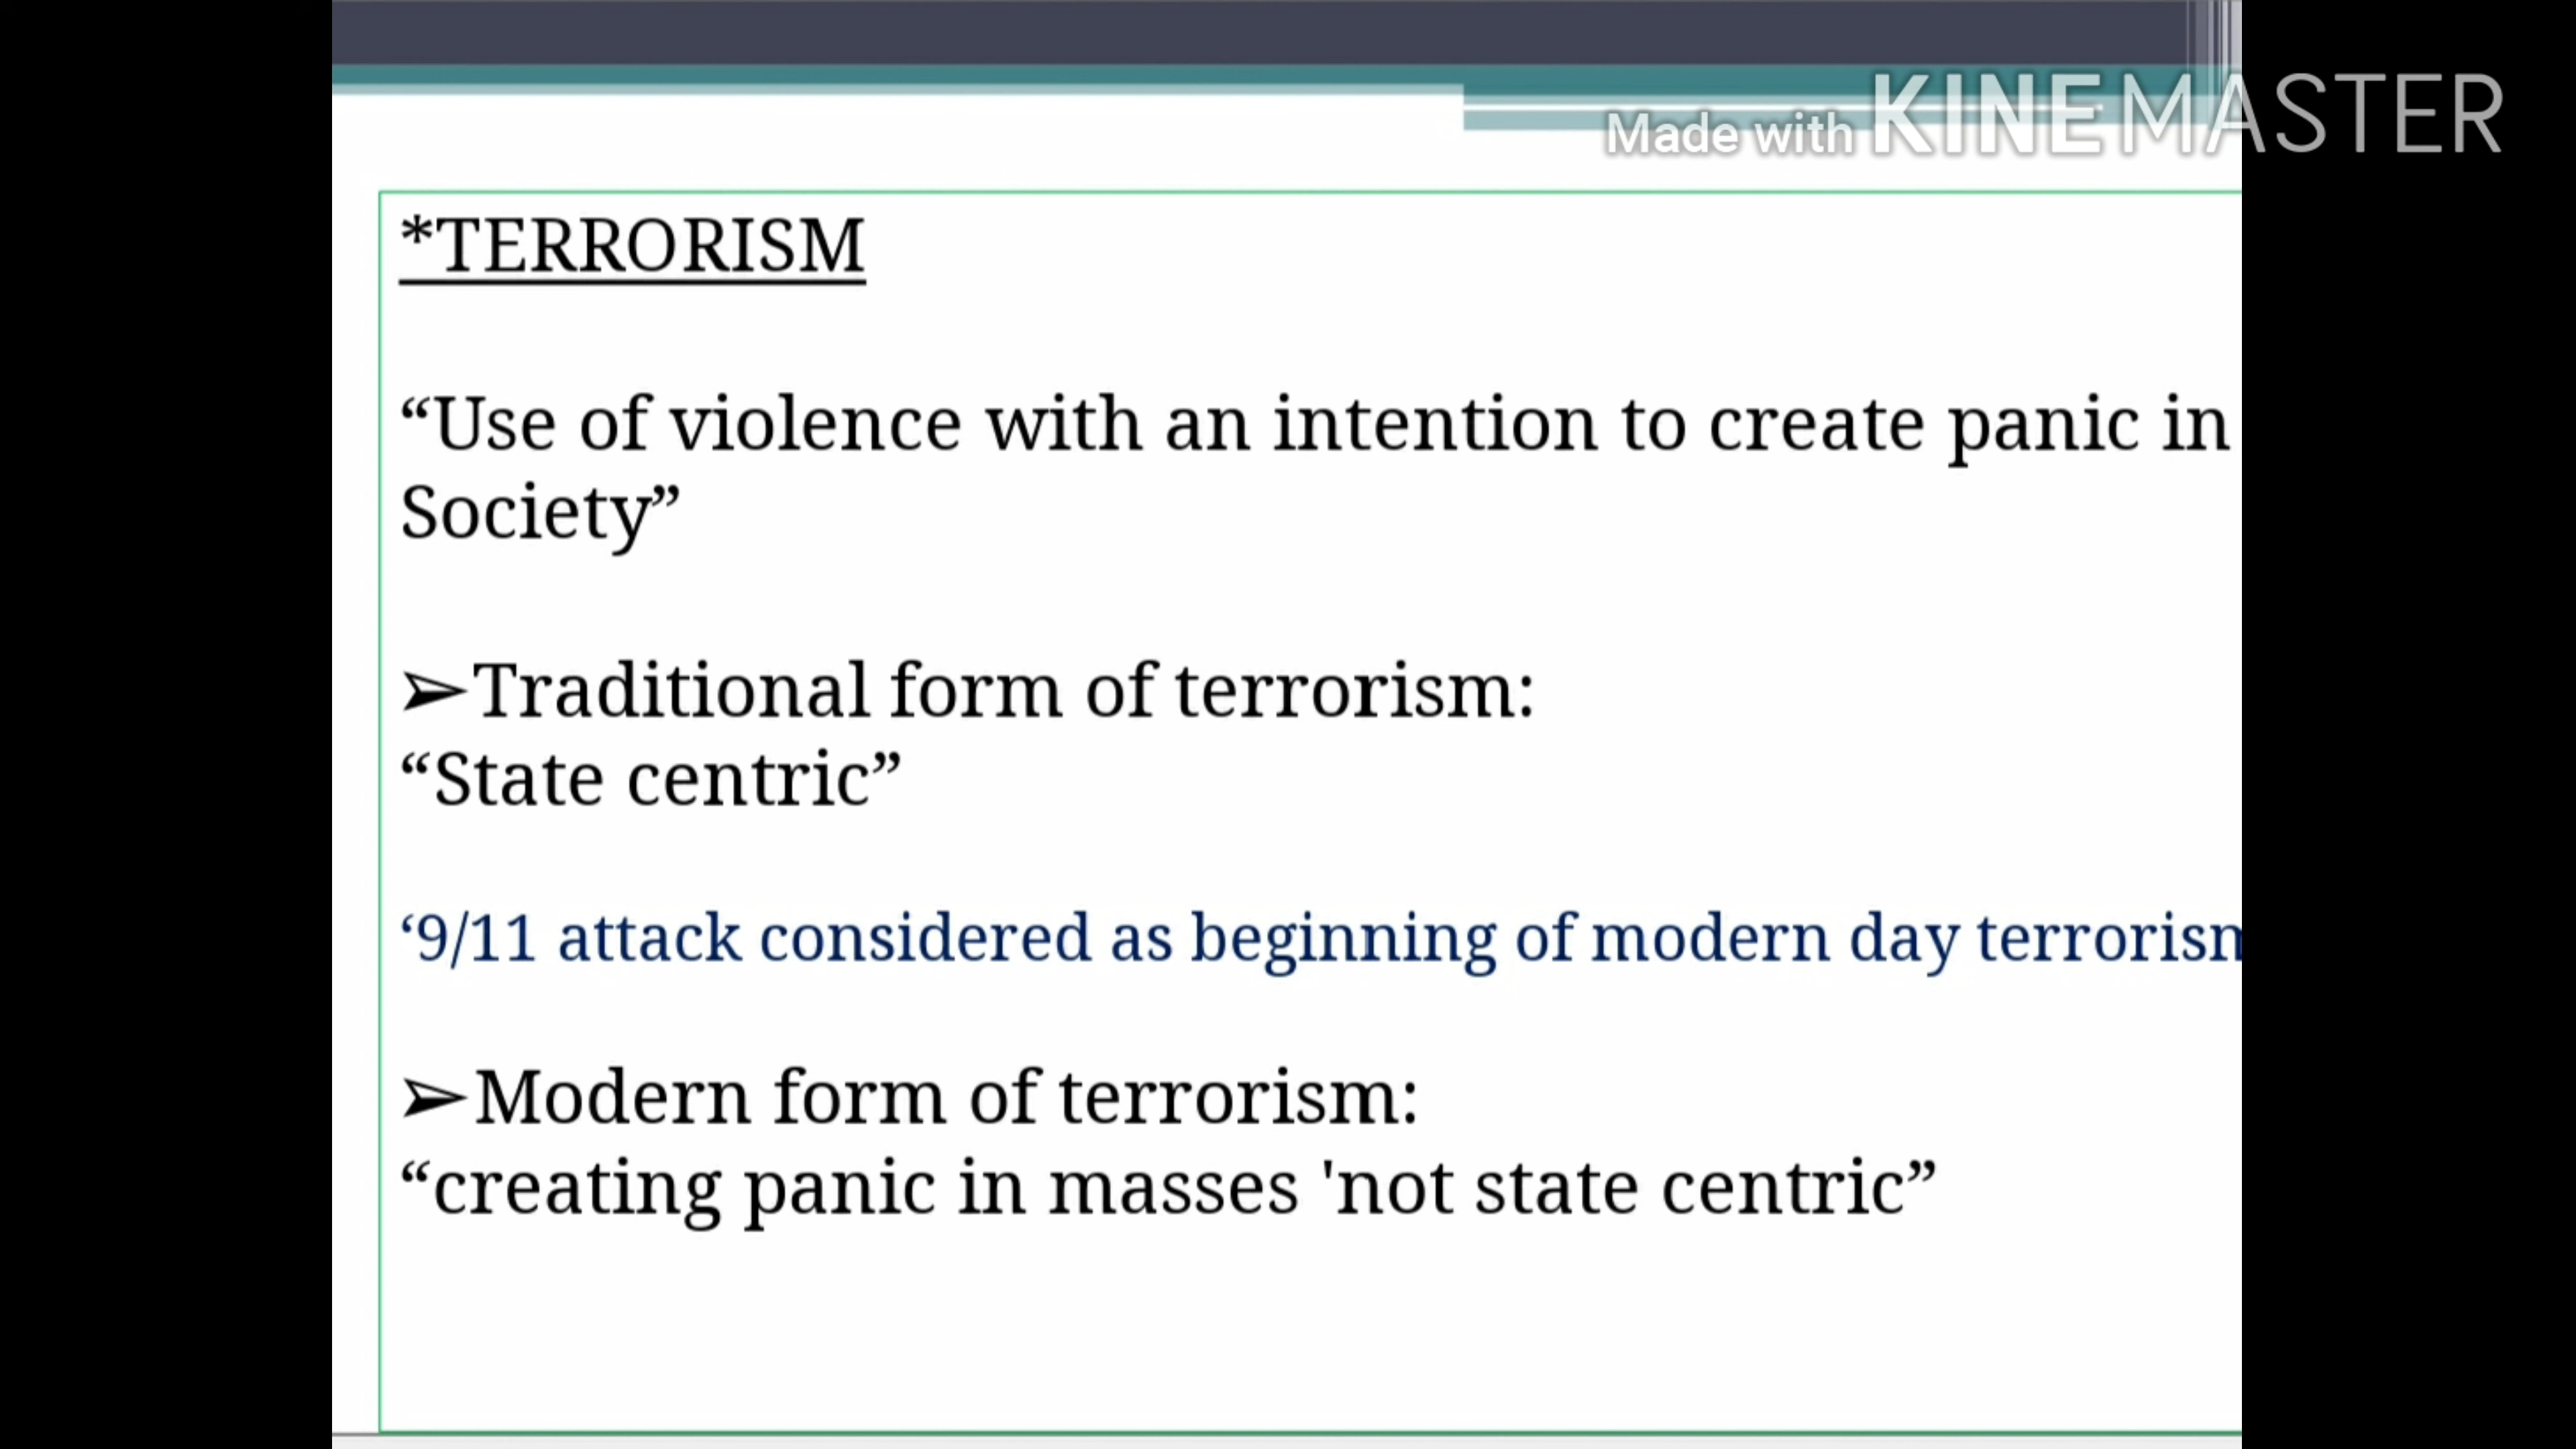 Made with KINEMASTER
*TERRORISM
“Use of violence with an intention to create panic in
Society”
➢Traditional form of terrorism:
“State centric”
‘9/11 attack considered as beginning of modern day
➢Modern form of terrorism:
“creating panic in masses 'not state centric”